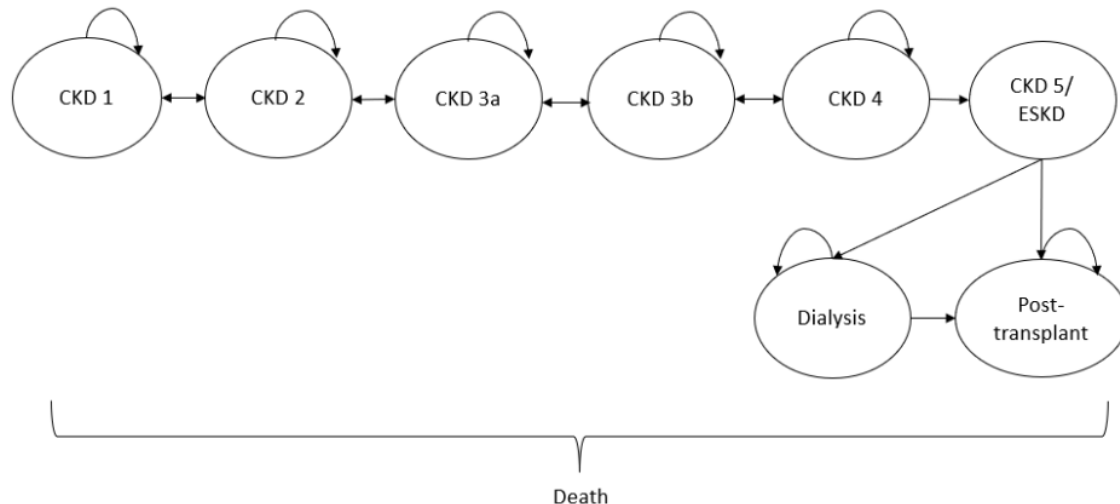 CKD 1
CKD 2
CKD 3a
CKD 3b
CKD 4
CKD 5/
ESKD
Dialysis
Post-
transplant
Death